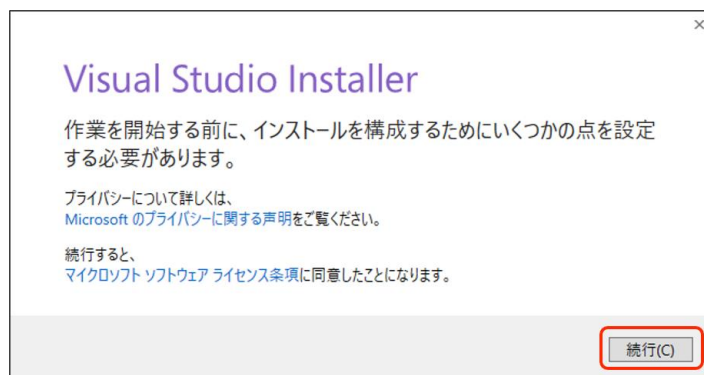 Visual Studio Installer
作業を開始する前に、インストールを構成するためにいくつかの点を設定
する必要があります。
プライバシーについて詳しくは、
Microsoft のプライバシーに関する声明をご覧ください。
続行すると、
マイクロソフト ソフトウェア ライセンス条項に同意したことになります。
続行(C)